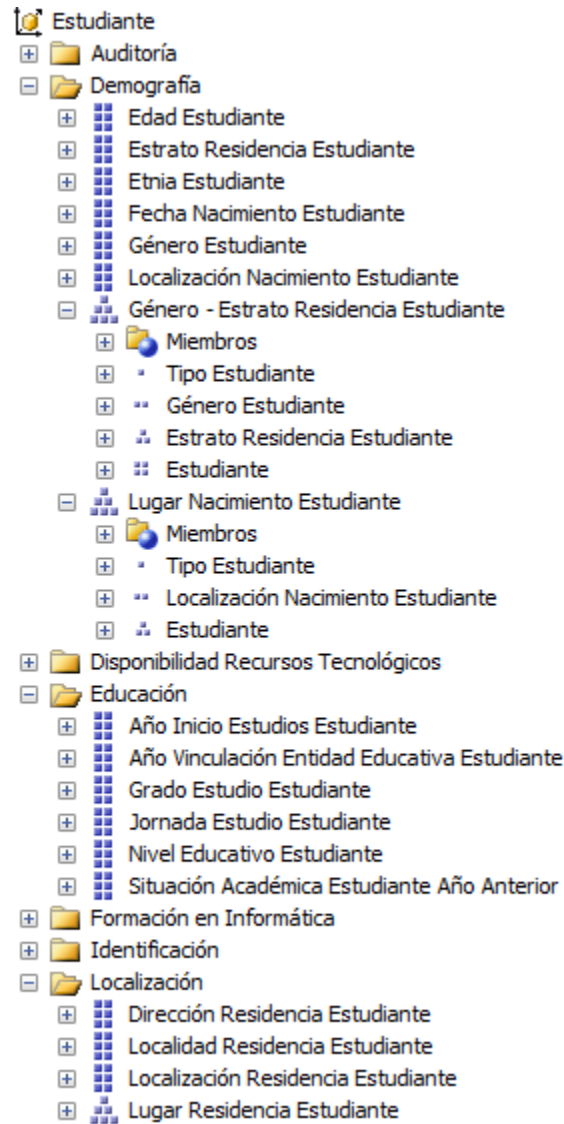 Estudiante
Auditoría
Demografía
Edad Estudiante
Estrato Residencia Estudiante
Etnia Estudiante
Fecha Nacimiento Estudiante
Género Estudiante
Localización Nacimiento Estudiante
Género - Estrato Residencia Estudiante
Miembros
Tipo Estudiante
Género Estudiante
Estrato Residencia Estudiante
Estudiante
Lugar Nacimiento Estudiante
Miembros
Tipo Estudiante
Localización Nacimiento Estudiante
Estudiante
Disponibilidad Recursos Tecnológicos
Educación
Año Inicio Estudios Estudiante
Año Vinculación Entidad Educativa Estudiante
Grado Estudio Estudiante
Jornada Estudio Estudiante
Nivel Educativo Estudiante
Situación Académica Estudiante Año Anterior
Formación en Informática
Identificación
Localización
Dirección Residencia Estudiante
Localidad Residencia Estudiante
Localización Residencia Estudiante
Lugar Residencia Estudiante